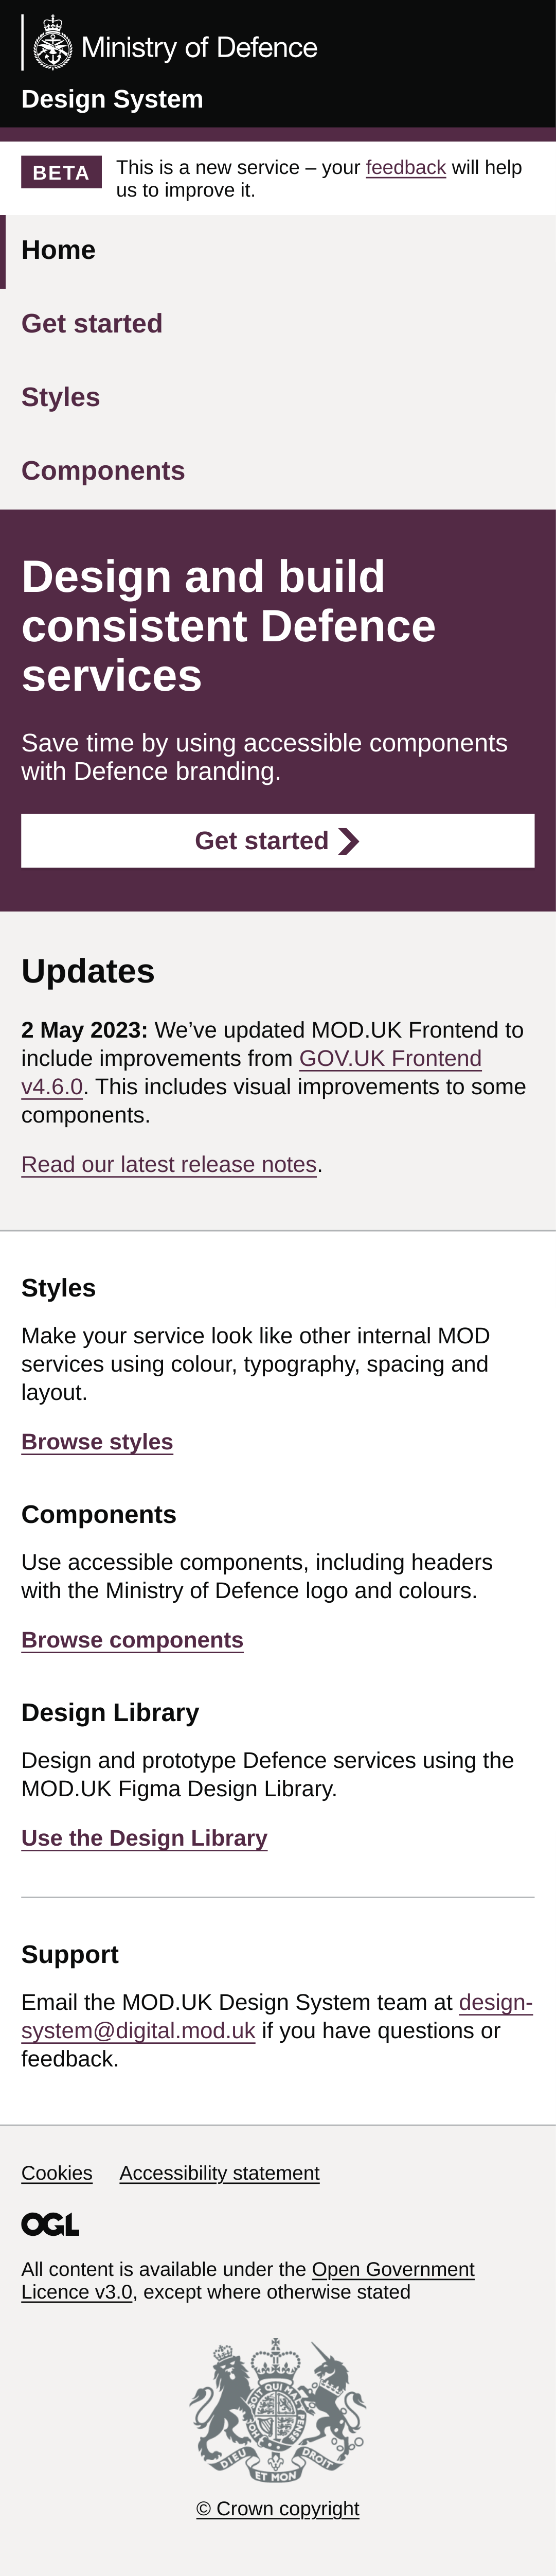 Ministry of Defence
Design System
BETA
This is a new service – your feedback will help
us to improve it.
Home
Get started
Styles
Components
Design and build
consistent Defence
services
Save time by using accessible components
with Defence branding.
Get started
Updates
2 May 2023: We’ve updated MOD.UK Frontend to
include improvements from GOV.UK Frontend
v4.6.0. This includes visual improvements to some
components.
Read our latest release notes.
Styles
Make your service look like other internal MOD
services using colour, typography, spacing and
layout.
Browse styles
Components
Use accessible components, including headers
with the Ministry of Defence logo and colours.
Browse components
Design Library
Design and prototype Defence services using the
MOD.UK Figma Design Library.
Use the Design Library
Support
Email the MOD.UK Design System team at design-
system@digital.mod.uk if you have questions or
feedback.
Cookies Accessibility statement
OGL
All content is available under the Open Government
Licence v3.0, except where otherwise stated
DIEU ET MON DROIT
© Crown copyright